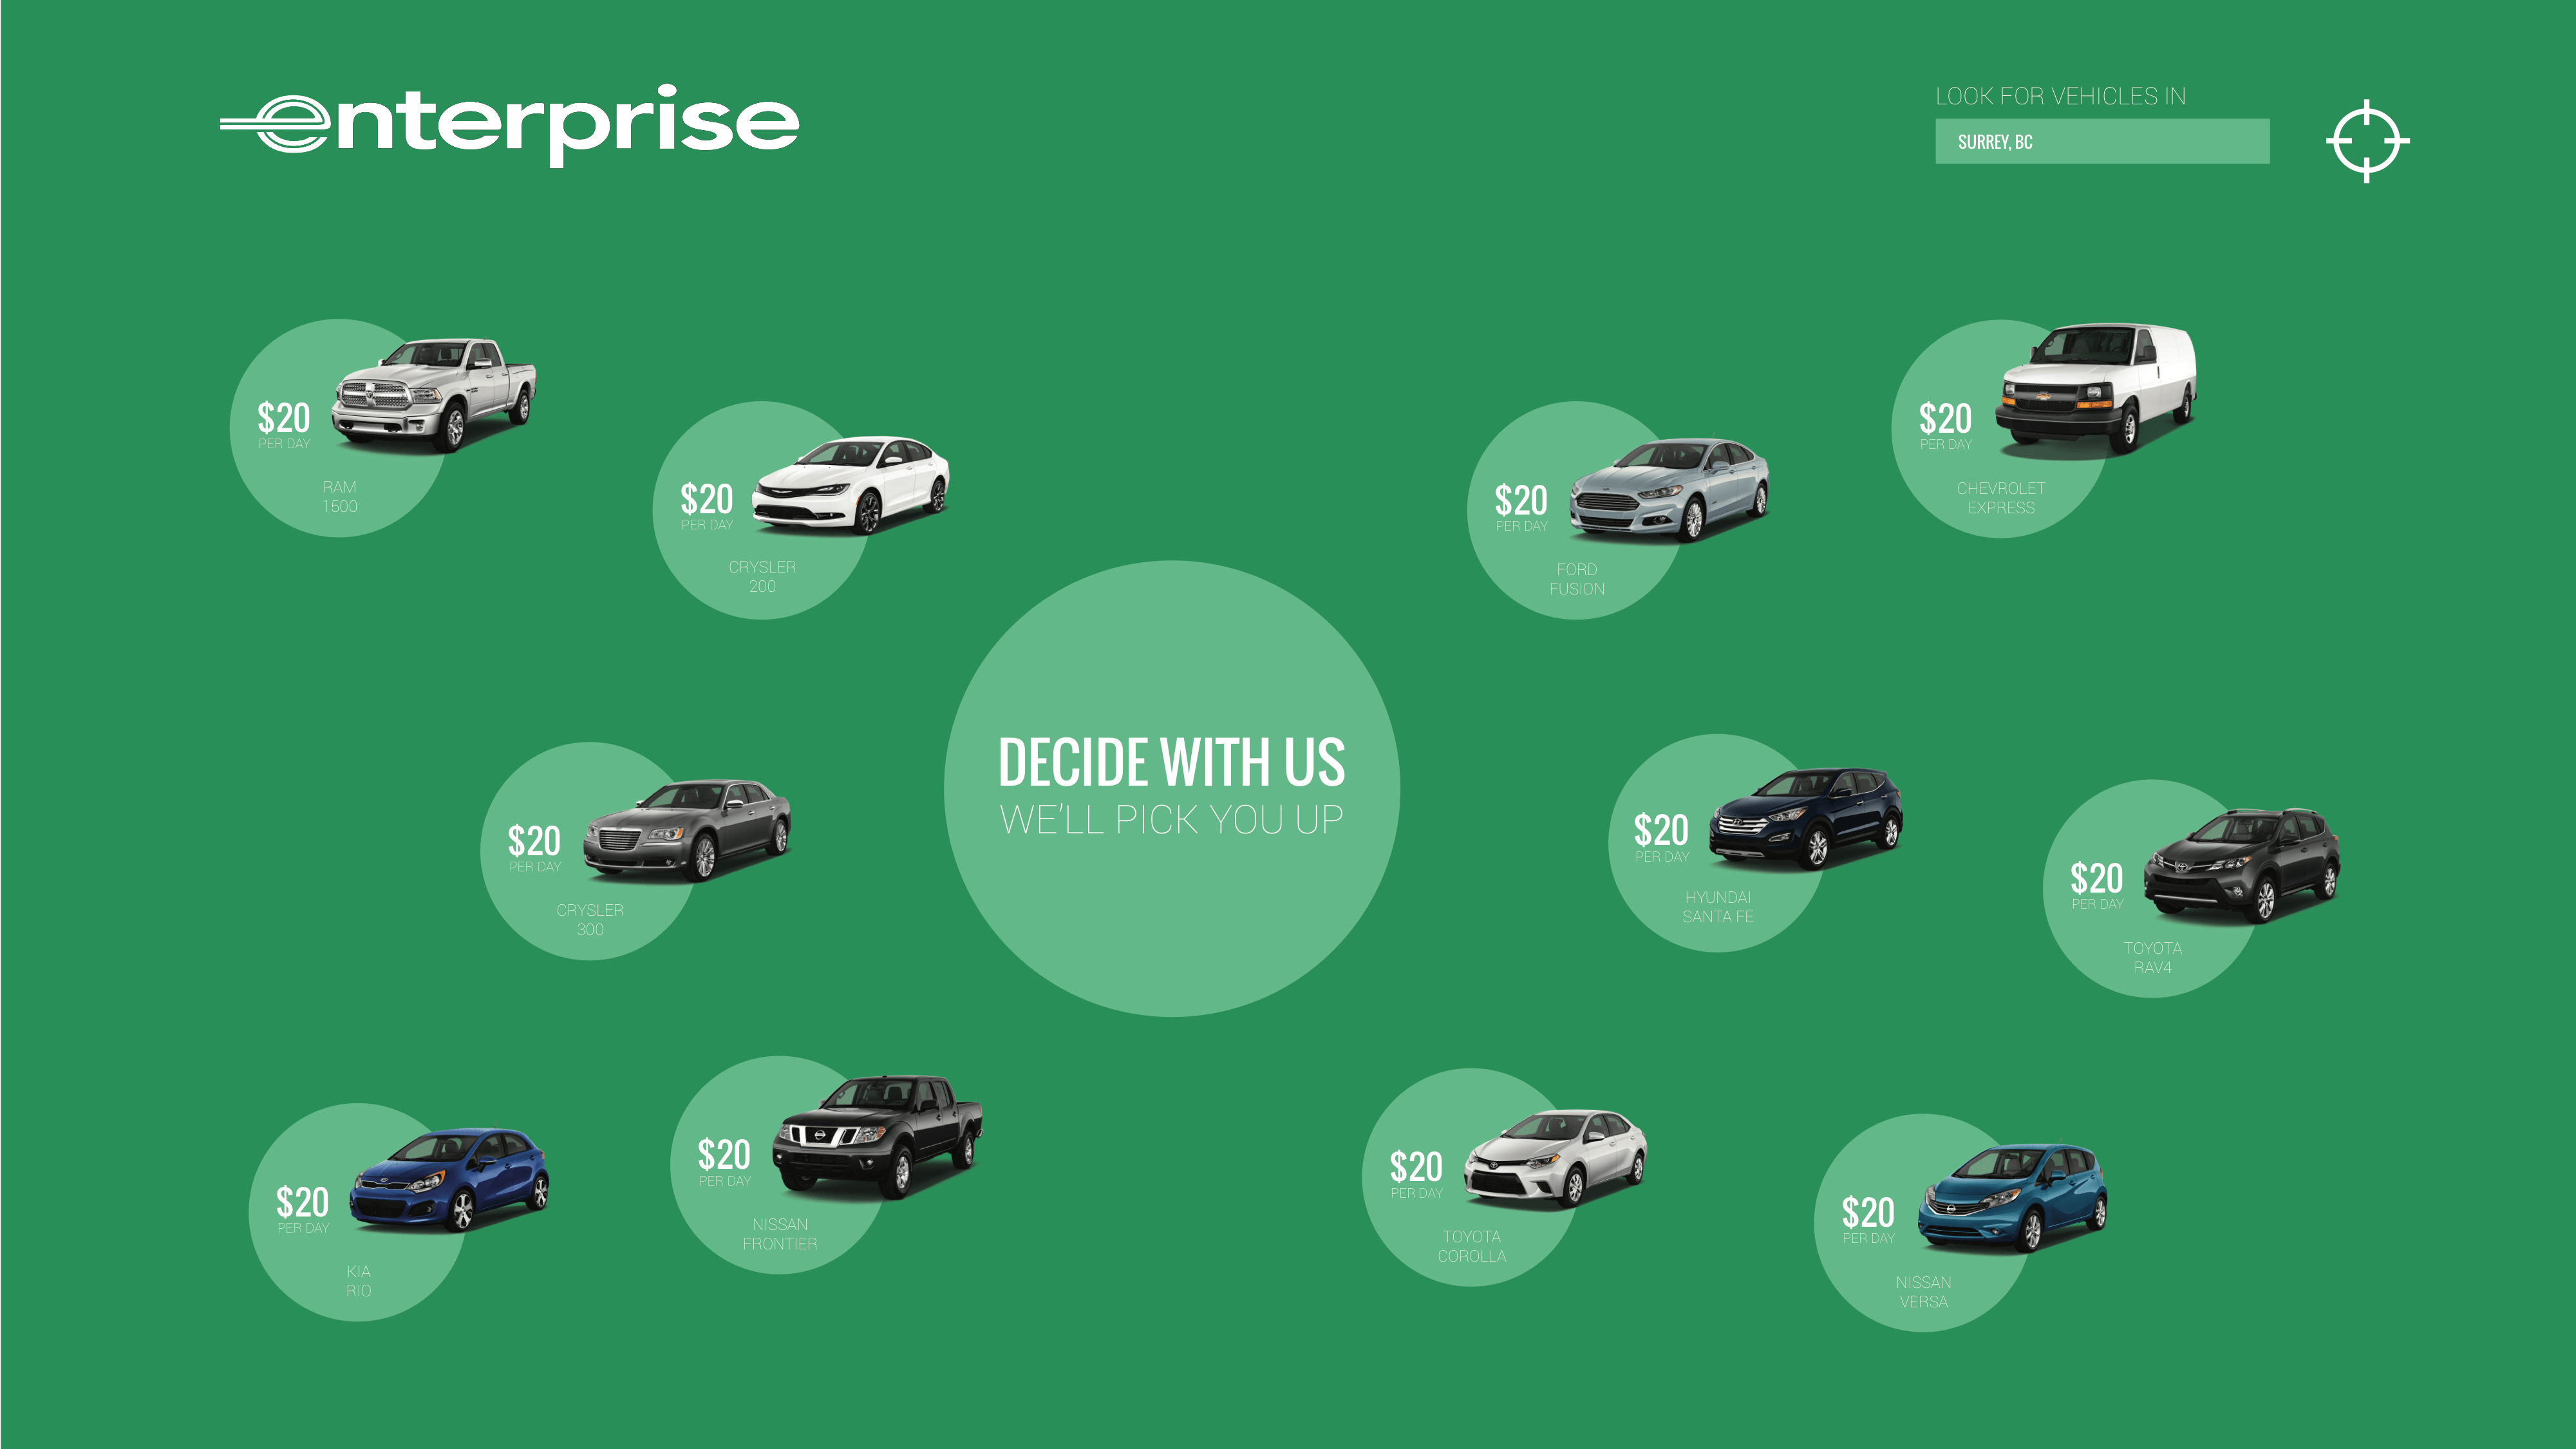 enterprise
LOOK FOR VEHICLES IN
SURREY, BC
$20
PER DAY
RAM
1500
$20
PER DAY
CRYSLER
200
$20
PER DAY
FORD
FUSION
$20
PER DAY
CHEVROLET
EXPRESS
DECIDE WITH US
WE'LL PICK YOU UP
$20
PER DAY
CRYSLER
300
$20
PER DAY
HYUNDAI
SANTA FE
$20
PER DAY
TOYOTA
RAV4
$20
PER DAY
KIA
RIO
$20
PER DAY
NISSAN
FRONTIER
$20
PER DAY
TOYOTA
COROLLA
$20
PER DAY
NISSAN
VERSA